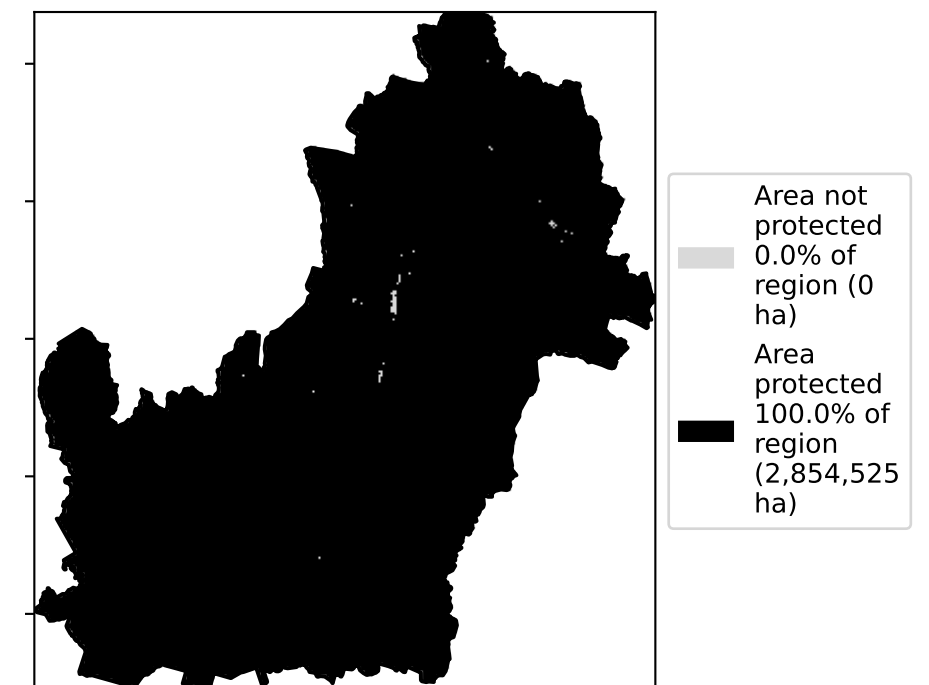 Area not
protected
0.0% of
region (0
ha)
Area
protected
100.0% of
region
(2,854,525
ha)